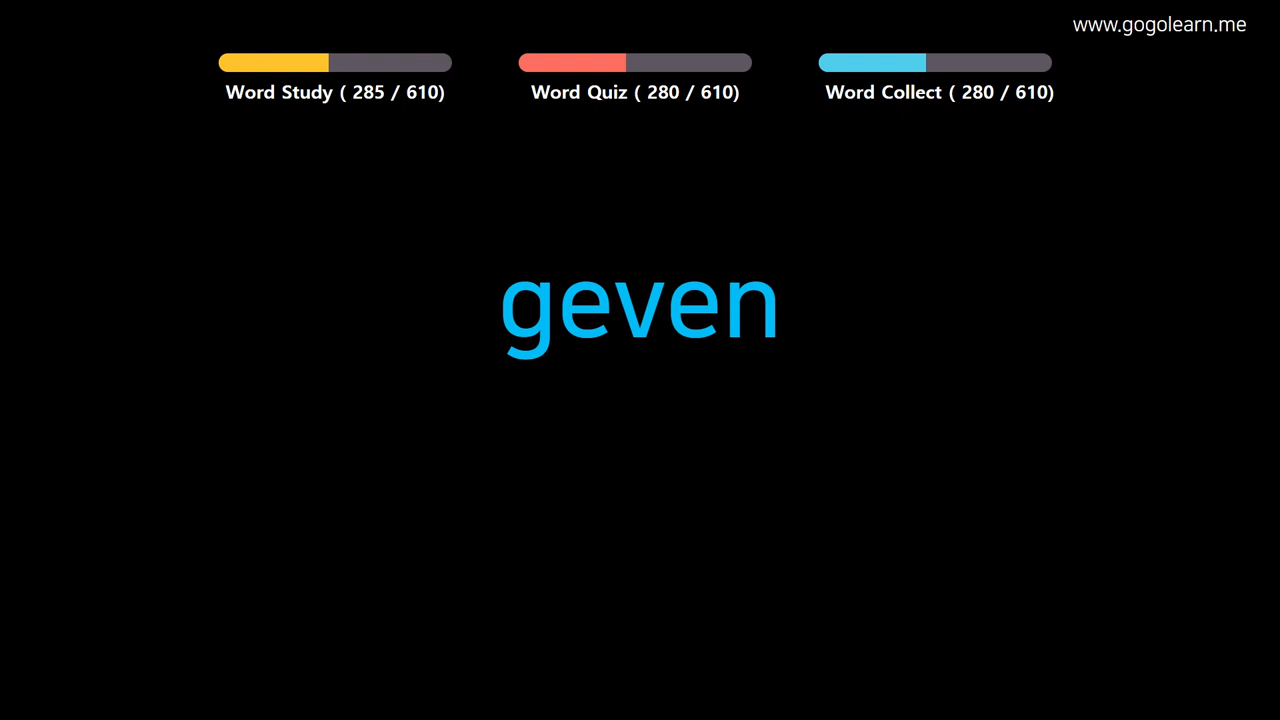 www.gogolearn.me
Word Study ( 285 / 610)
Word Quiz ( 280 / 610)
Word Collect ( 280 / 610)
geven